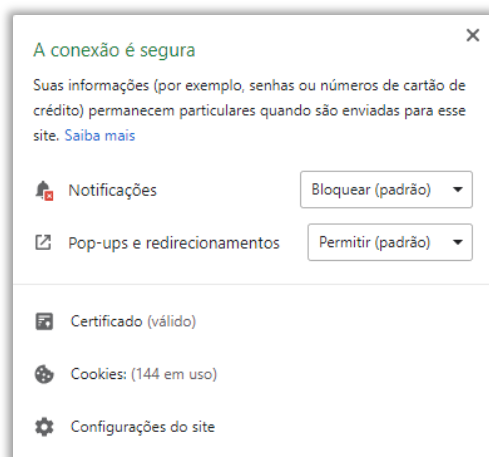 A conexão é segura
Suas informações (por exemplo, senhas ou números de cartão de
crédito) permanecem particulares quando são enviadas para esse
site. Saiba mais
Notificações Bloquear (padrão)
Pop-ups e redirecionamentos Permitir (padrão)
Certificado (válido)
Cookies: (144 em uso)
Configurações do site